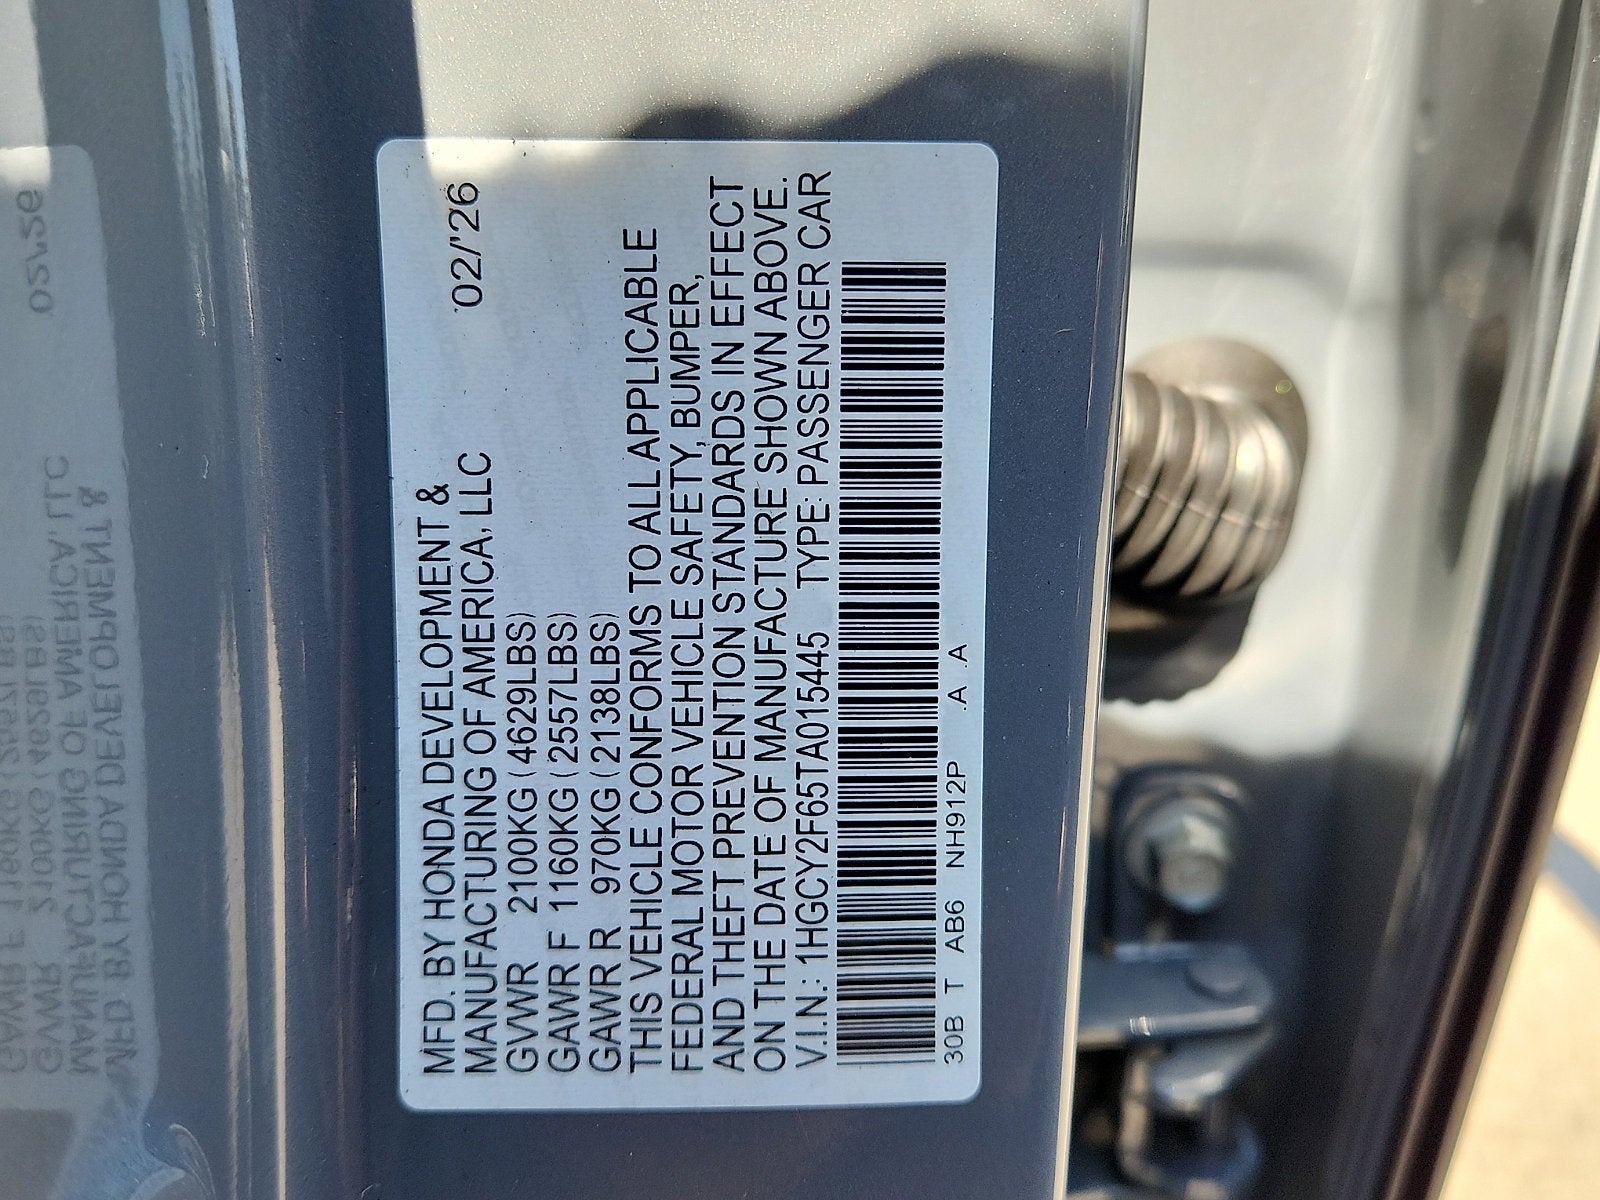 MFD. BY HONDA DEVELOPMENT &
MANUFACTURING OF AMERICA, LLC 02/'26
GVWR 2100KG (4629LBS)
GAWR F 1160KG (2557LBS)
GAWR R 970KG (2138LBS)
THIS VEHICLE CONFORMS TO ALL APPLICABLE
FEDERAL MOTOR VEHICLE SAFETY, BUMPER,
AND THEFT PREVENTION STANDARDS IN EFFECT
ON THE DATE OF MANUFACTURE SHOWN ABOVE.
V.I.N.: 1HGCY2F65TA015445 TYPE: PASSENGER CAR
30B T AB6 NH912P A A